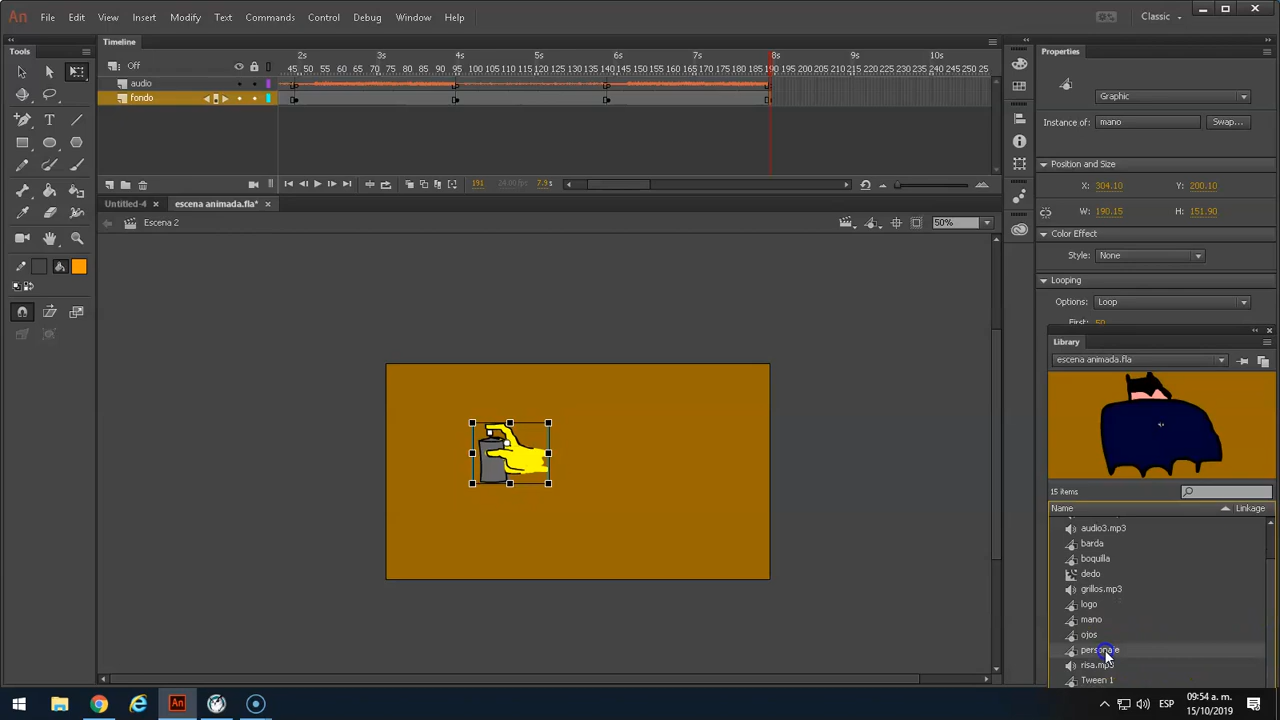 An File Edit View Insert Modify Text Commands Control Debug Window Help Classic
Tools Timeline Properties
Off 2s 3s 4s 5s 6s 7s 8s 9s 10s
45 50 55 60 65 70 75 80 85 90 95 100 105 110 115 120 125 130 135 140 145 150 155 160 165 170 175 180 185 190 195 200 205 210 215 220 225 230 235 240 245 250 25
audio
fondo
Graphic
Instance of: mano Swap...
Position and Size
X: 304.10 Y: 200.10
W: 190.15 H: 151.90
191 24.00 fps 7.9 s
Untitled-4 × escena animada.fla* ×
Escena 2 50%
Color Effect
Style: None
Looping
Options: Loop
First: 50
Library
escena animada.fla
15 items
Name Linkage
audio3.mp3
barda
boquilla
dedo
grillos.mp3
logo
mano
ojos
personaje
risa.mp3
Tween 1
An ESP 09:54 a. m.
15/10/2019